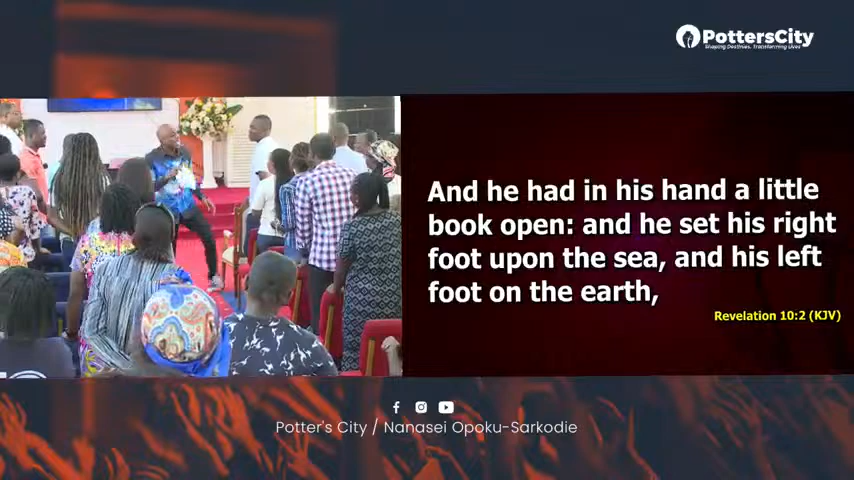 PottersCity
Shaping Destinies, Transforming Lives
And he had in his hand a little
book open: and he set his right
foot upon the sea, and his left
foot on the earth,
Revelation 10:2 (KJV)
Potter's City / Nanasei Opoku-Sarkodie